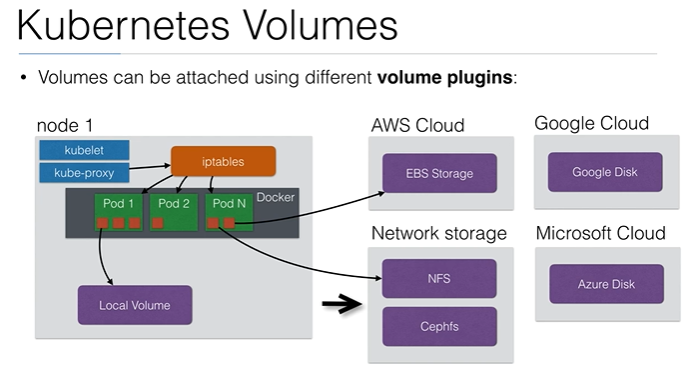 Kubernetes Volumes
• Volumes can be attached using different volume plugins:
node 1
kubelet
kube-proxy
iptables
Docker
Pod 1
Pod 2
Pod N
Local Volume
AWS Cloud
EBS Storage
Google Cloud
Google Disk
Network storage
NFS
Cephfs
Microsoft Cloud
Azure Disk